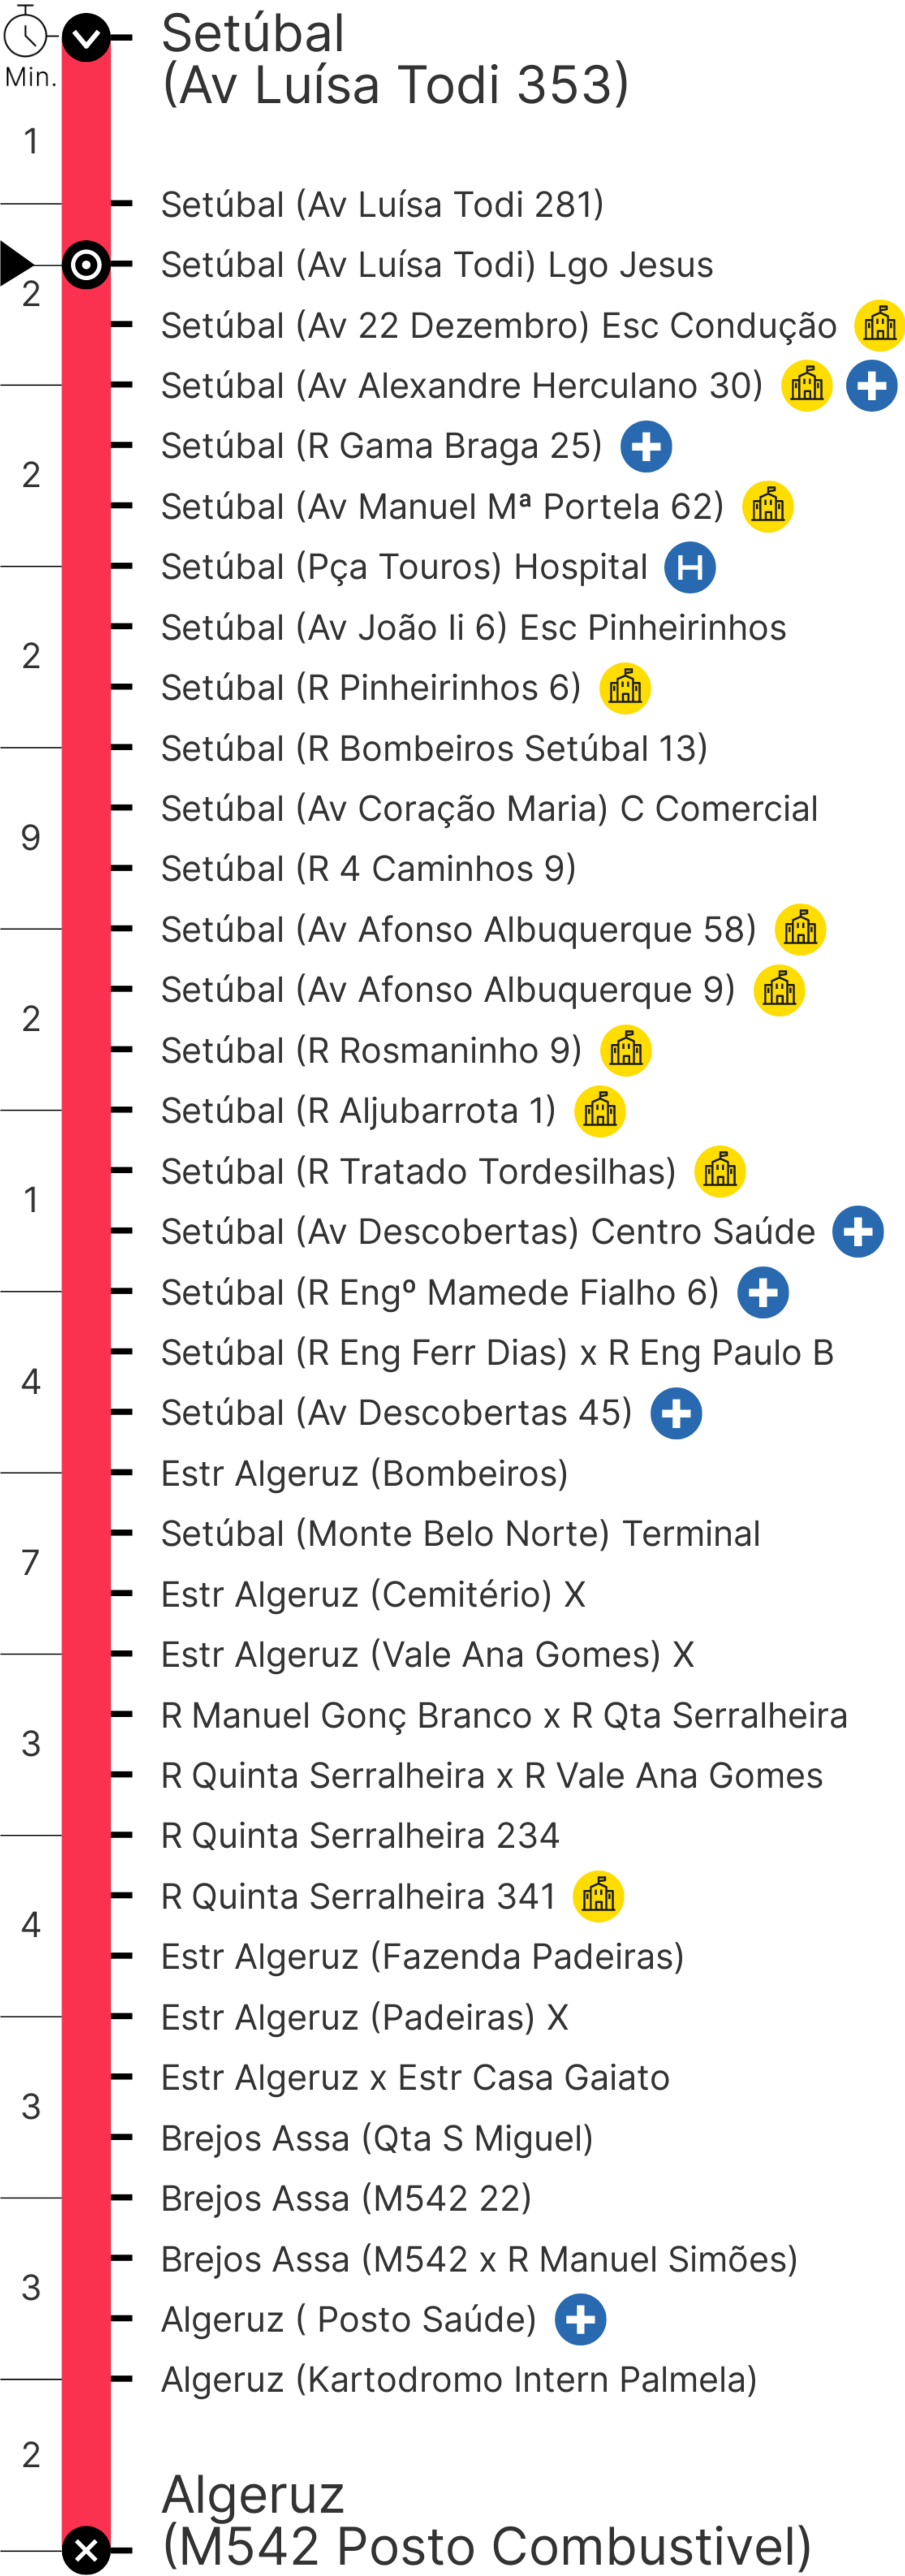 Min.
Setúbal
(Av Luísa Todi 353)
1
Setúbal (Av Luísa Todi 281)
Setúbal (Av Luísa Todi) Lgo Jesus
2
Setúbal (Av 22 Dezembro) Esc Condução
Setúbal (Av Alexandre Herculano 30)
Setúbal (R Gama Braga 25)
2
Setúbal (Av Manuel Mª Portela 62)
Setúbal (Pça Touros) Hospital H
Setúbal (Av João Ii 6) Esc Pinheirinhos
2
Setúbal (R Pinheirinhos 6)
Setúbal (R Bombeiros Setúbal 13)
Setúbal (Av Coração Maria) C Comercial
9
Setúbal (R 4 Caminhos 9)
Setúbal (Av Afonso Albuquerque 58)
Setúbal (Av Afonso Albuquerque 9)
2
Setúbal (R Rosmaninho 9)
Setúbal (R Aljubarrota 1)
Setúbal (R Tratado Tordesilhas)
1
Setúbal (Av Descobertas) Centro Saúde
Setúbal (R Engº Mamede Fialho 6)
Setúbal (R Eng Ferr Dias) x R Eng Paulo B
4
Setúbal (Av Descobertas 45)
Estr Algeruz (Bombeiros)
Setúbal (Monte Belo Norte) Terminal
7
Estr Algeruz (Cemitério) X
Estr Algeruz (Vale Ana Gomes) X
R Manuel Gonç Branco x R Qta Serralheira
3
R Quinta Serralheira x R Vale Ana Gomes
R Quinta Serralheira 234
R Quinta Serralheira 341
4
Estr Algeruz (Fazenda Padeiras)
Estr Algeruz (Padeiras) X
Estr Algeruz x Estr Casa Gaiato
3
Brejos Assa (Qta S Miguel)
Brejos Assa (M542 22)
Brejos Assa (M542 x R Manuel Simões)
3
Algeruz ( Posto Saúde)
Algeruz (Kartodromo Intern Palmela)
2
Algeruz
(M542 Posto Combustivel)